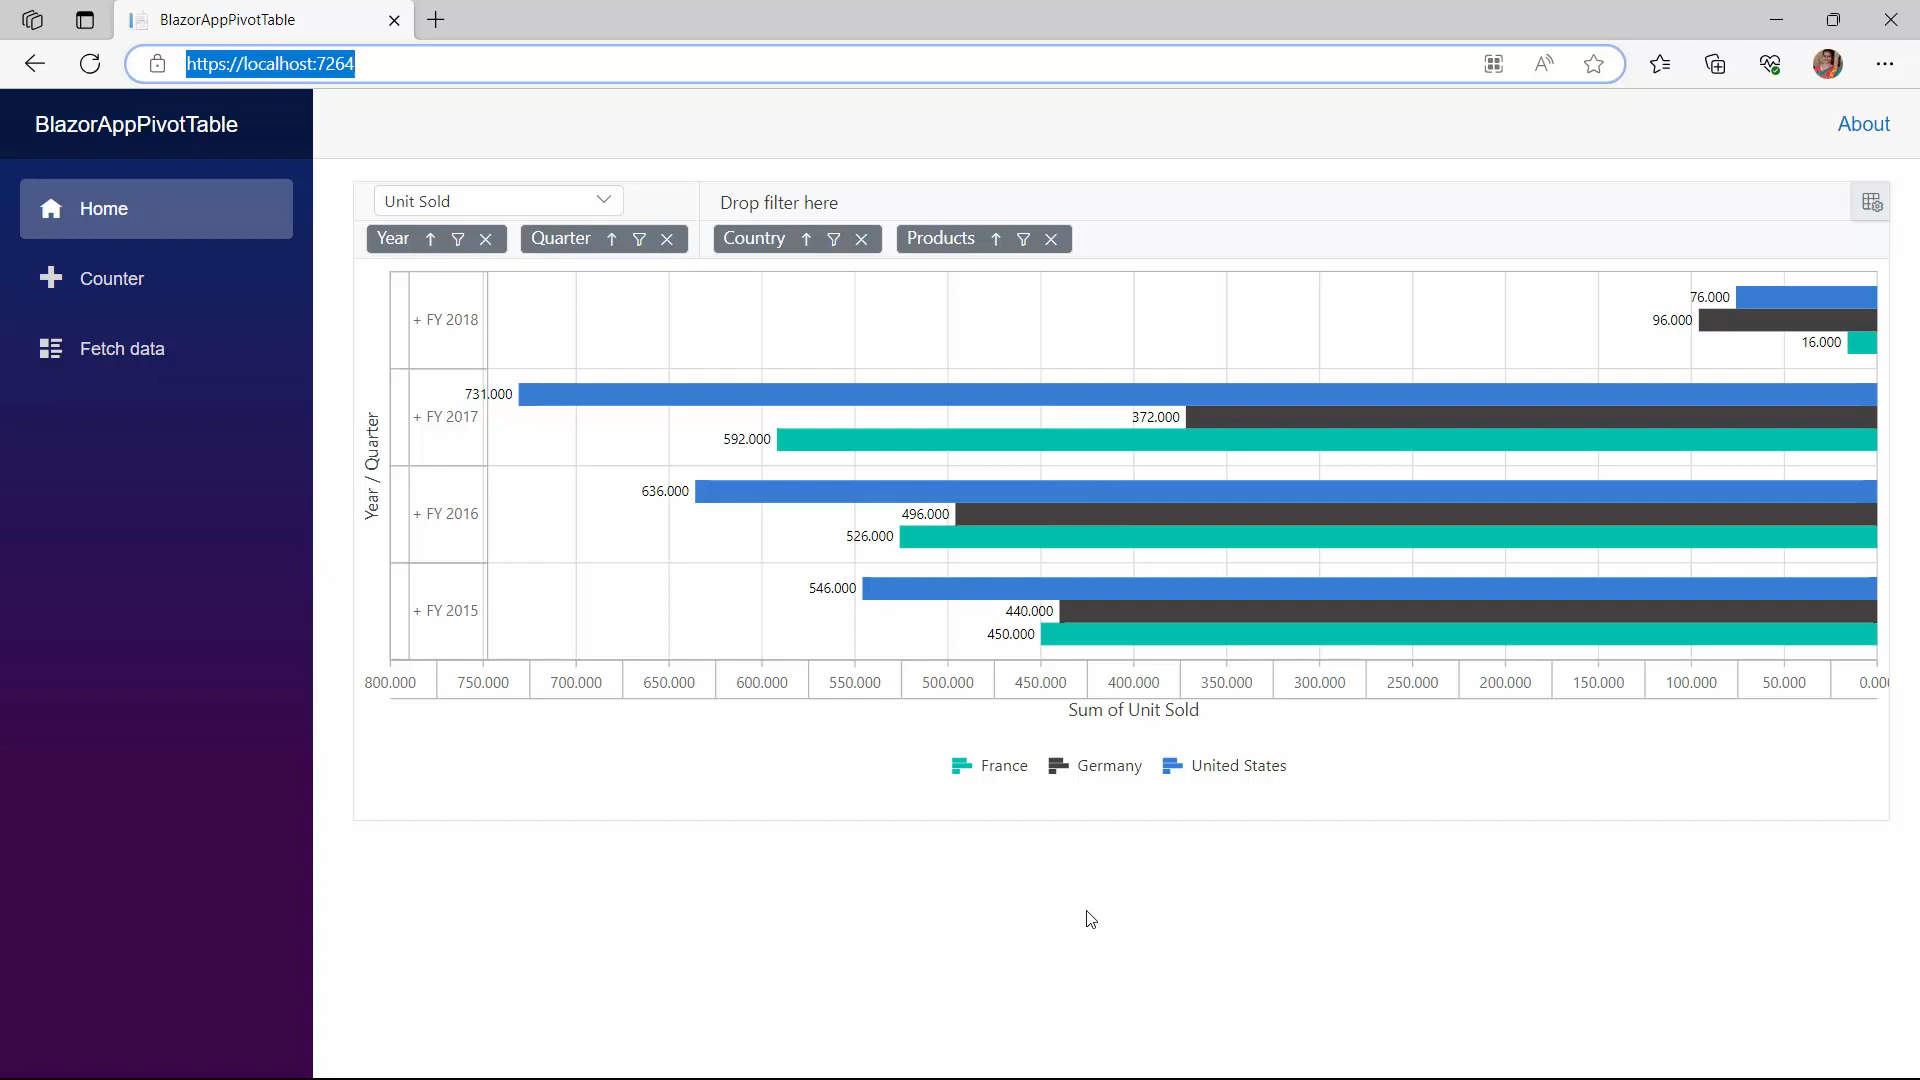 BlazorAppPivotTable
https://localhost:7264
BlazorAppPivotTable
About
Home
Counter
Fetch data
Unit Sold
Drop filter here
Year
Quarter
Country
Products
Year / Quarter
+ FY 2018
76.000
96.000
16.000
+ FY 2017
731.000
372.000
592.000
+ FY 2016
636.000
496.000
526.000
+ FY 2015
546.000
440.000
450.000
800.000 750.000 700.000 650.000 600.000 550.000 500.000 450.000 400.000 350.000 300.000 250.000 200.000 150.000 100.000 50.000 0.000
Sum of Unit Sold
France Germany United States